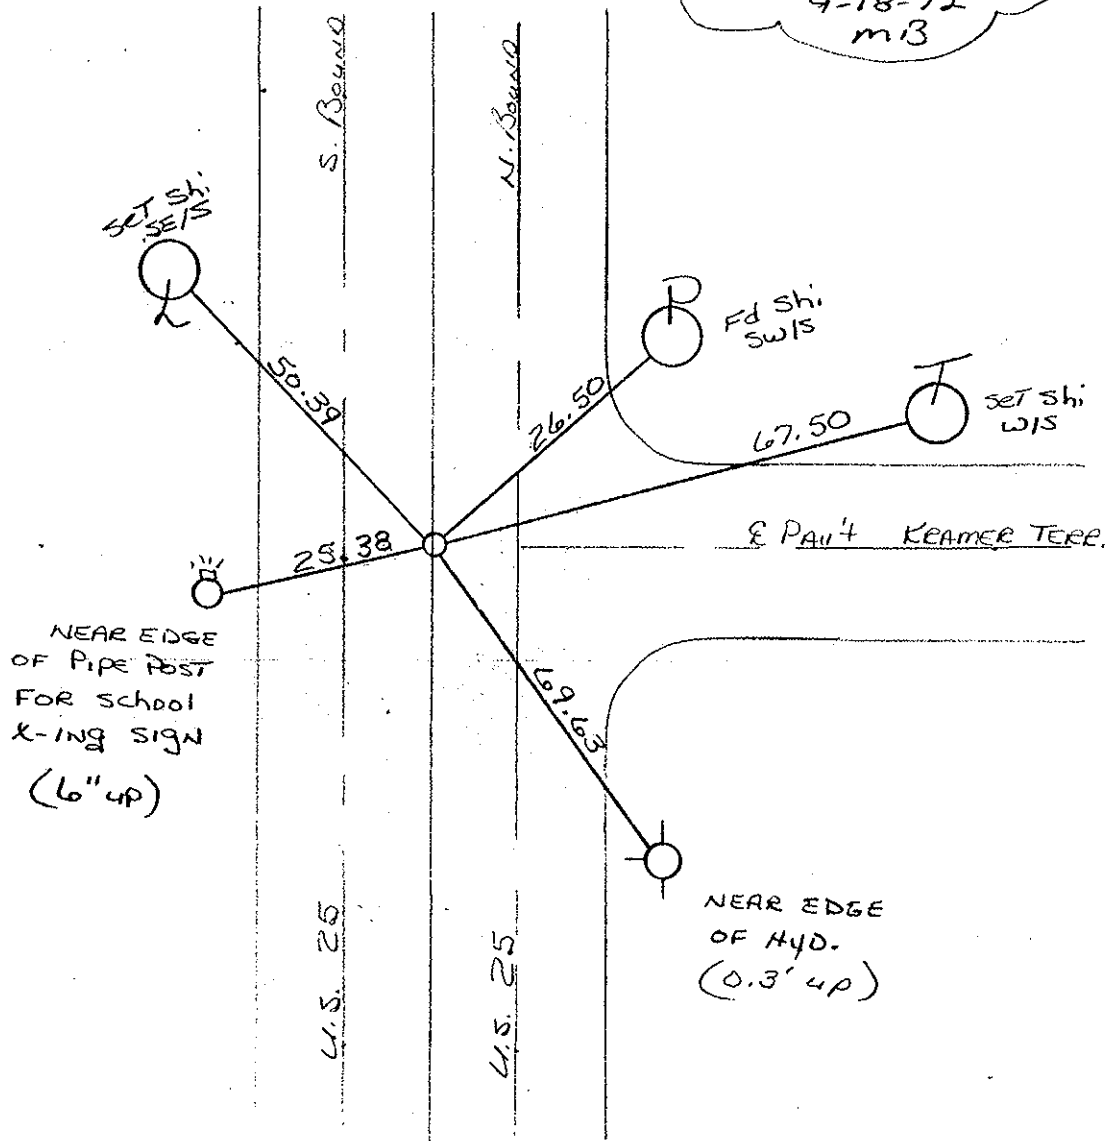 9-18-92
mB
S. Bound
N. Bound
SeT Shi
SE/S
L
P
Fd Shi
SW/S
T
SeT Shi
W/S
50.39
26.50
67.50
25.38
℄ PAV't KRAMER TERR.
NEAR EDGE
OF PIPE POST
FOR SCHOOL
X-ING SIGN
(6" up)
69.63
NEAR EDGE
OF HYD.
(0.3' up)
U.S. 25
U.S. 25